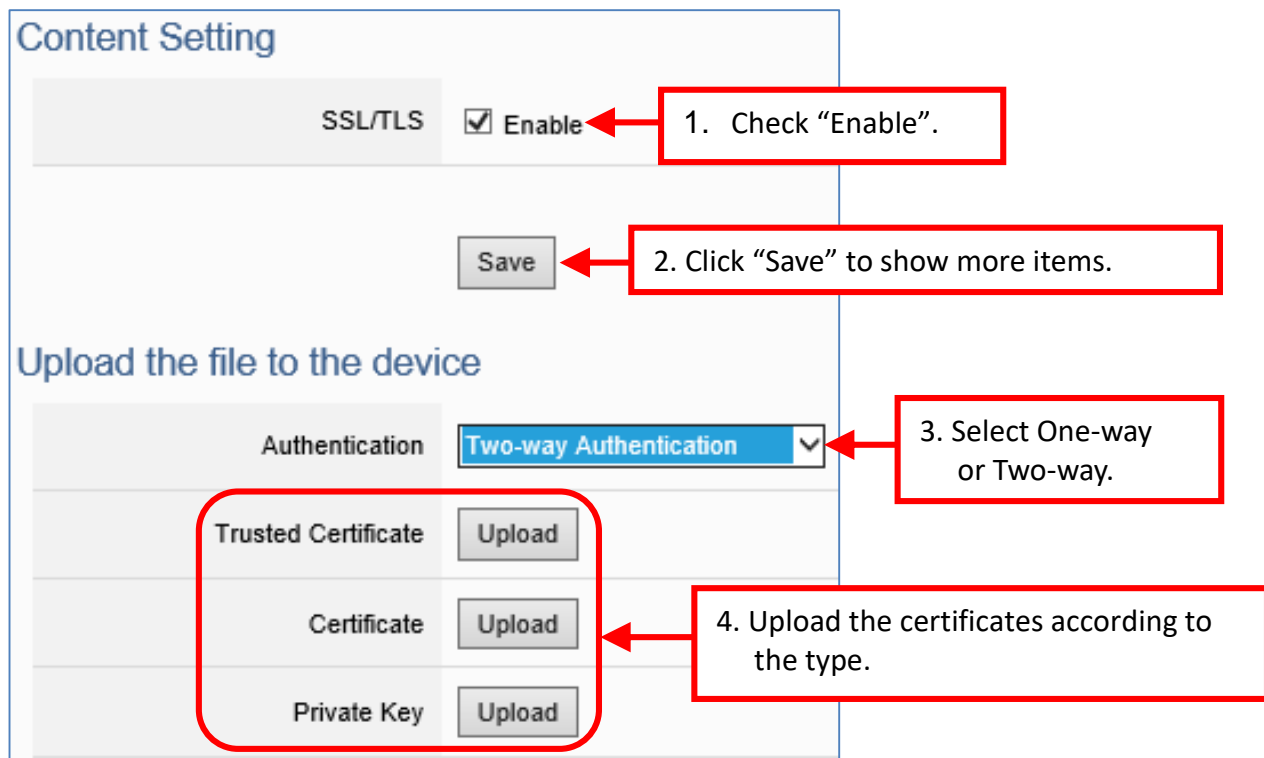 Content Setting
SSL/TLS Enable
1. Check “Enable”.
Save
2. Click “Save” to show more items.
Upload the file to the device
Authentication Two-way Authentication
3. Select One-way
or Two-way.
Trusted Certificate Upload
Certificate Upload
4. Upload the certificates according to
the type.
Private Key Upload